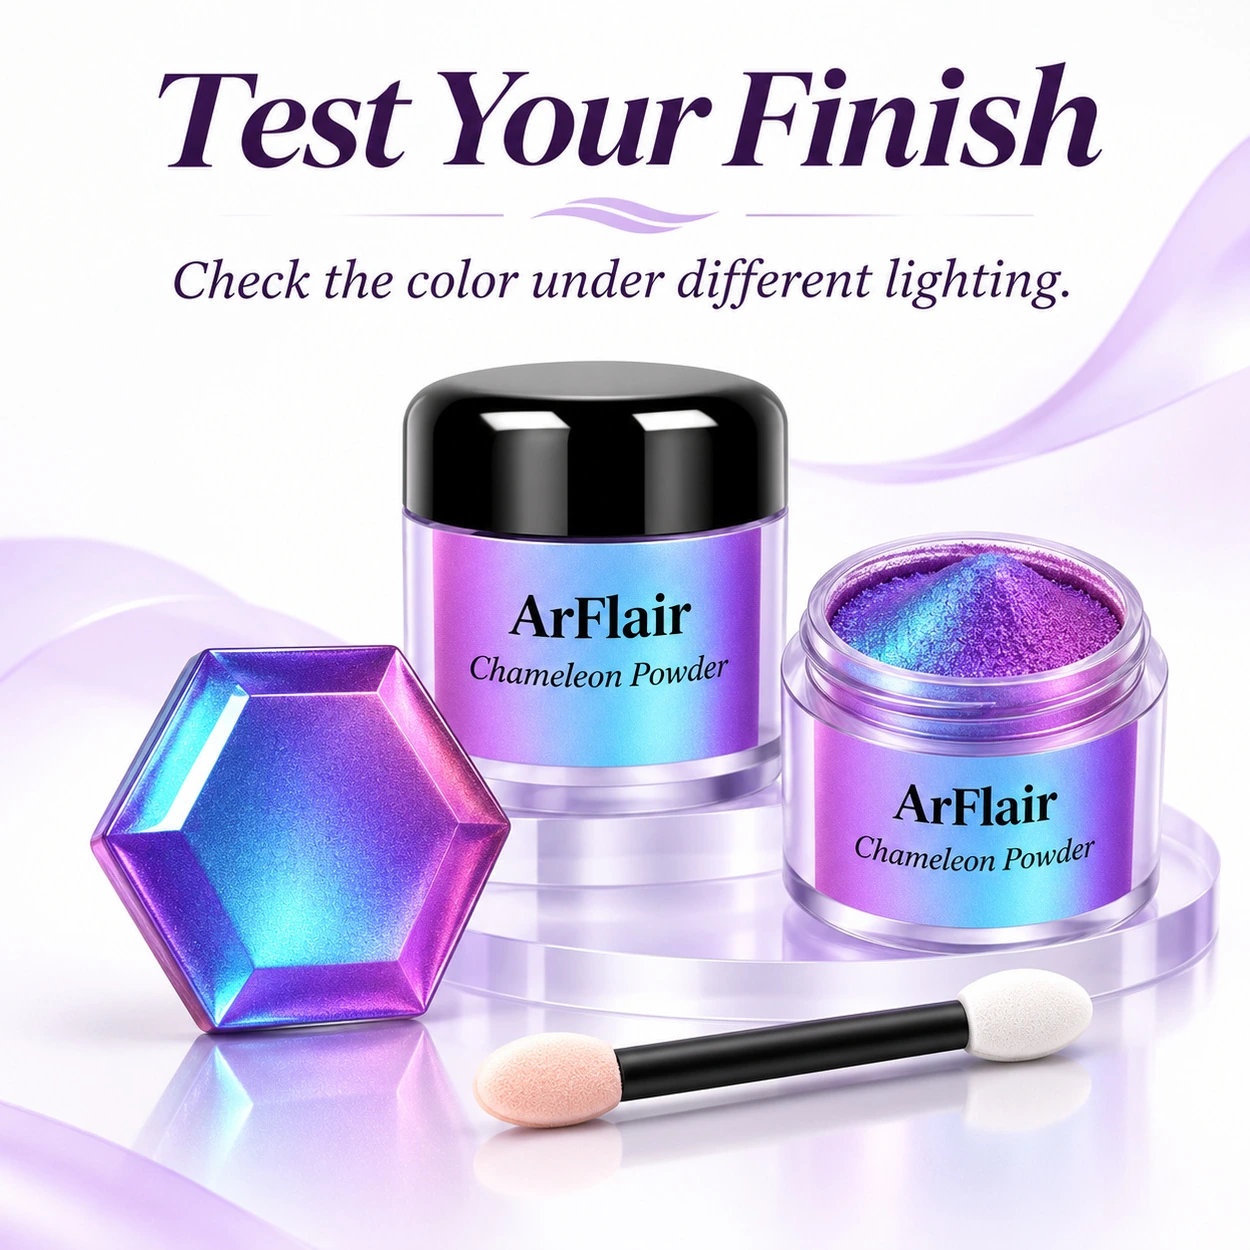 Test Your Finish
Check the color under different lighting.
ArFlair
Chameleon Powder
ArFlair
Chameleon Powder